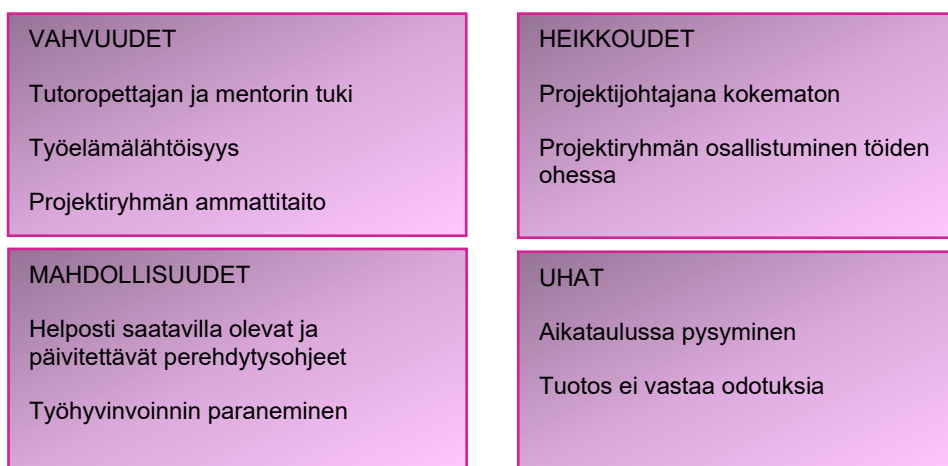 VAHVUUDET
Tutoropettajan ja mentorin tuki
Työelämälähtöisyys
Projektiryhmän ammattitaito
HEIKKOUDET
Projektijohtajana kokematon
Projektiryhmän osallistuminen töiden
ohessa
MAHDOLLISUUDET
Helposti saatavilla olevat ja
päivitettävät perehdytysohjeet
Työhyvinvoinnin paraneminen
UHAT
Aikataulussa pysyminen
Tuotos ei vastaa odotuksia